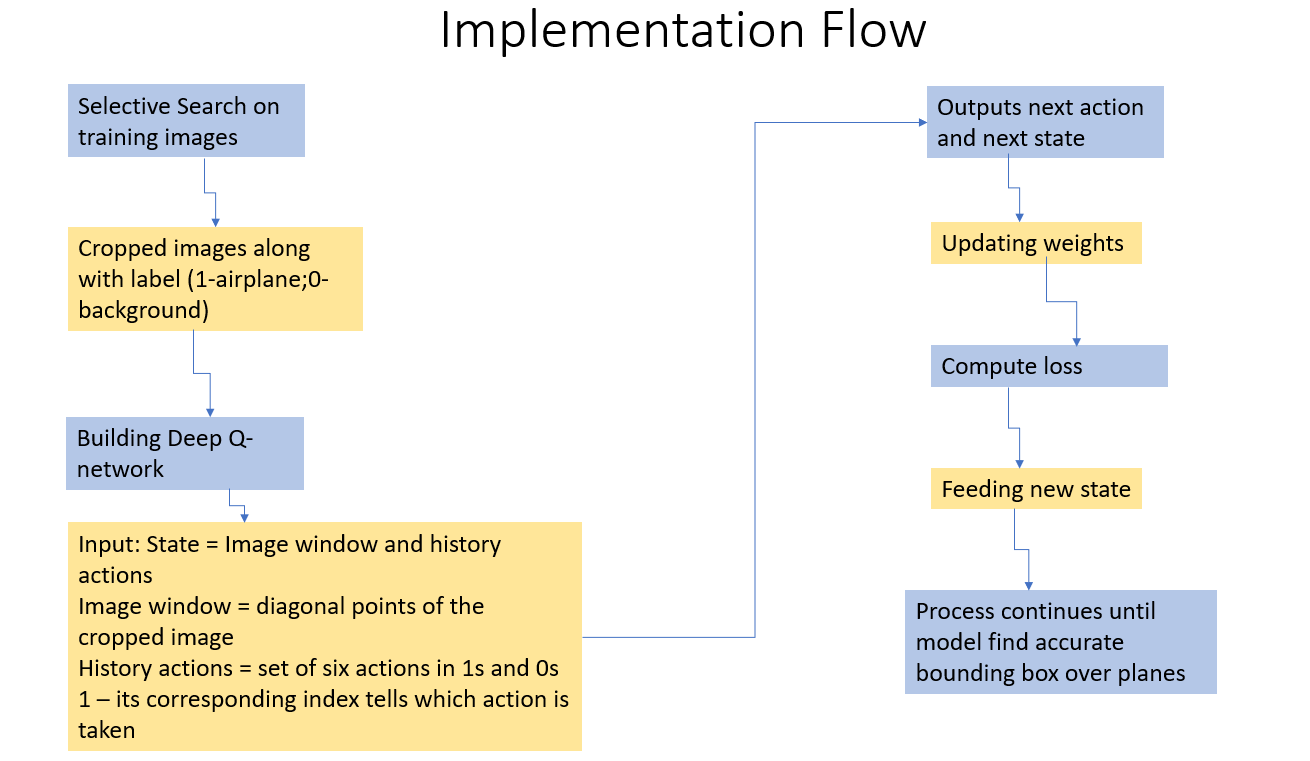 Implementation Flow
Selective Search on
training images
Cropped images along
with label (1-airplane;0-
background)
Building Deep Q-
network
Input: State = Image window and history
actions
Image window = diagonal points of the
cropped image
History actions = set of six actions in 1s and 0s
1 – its corresponding index tells which action is
taken
Outputs next action
and next state
Updating weights
Compute loss
Feeding new state
Process continues until
model find accurate
bounding box over planes